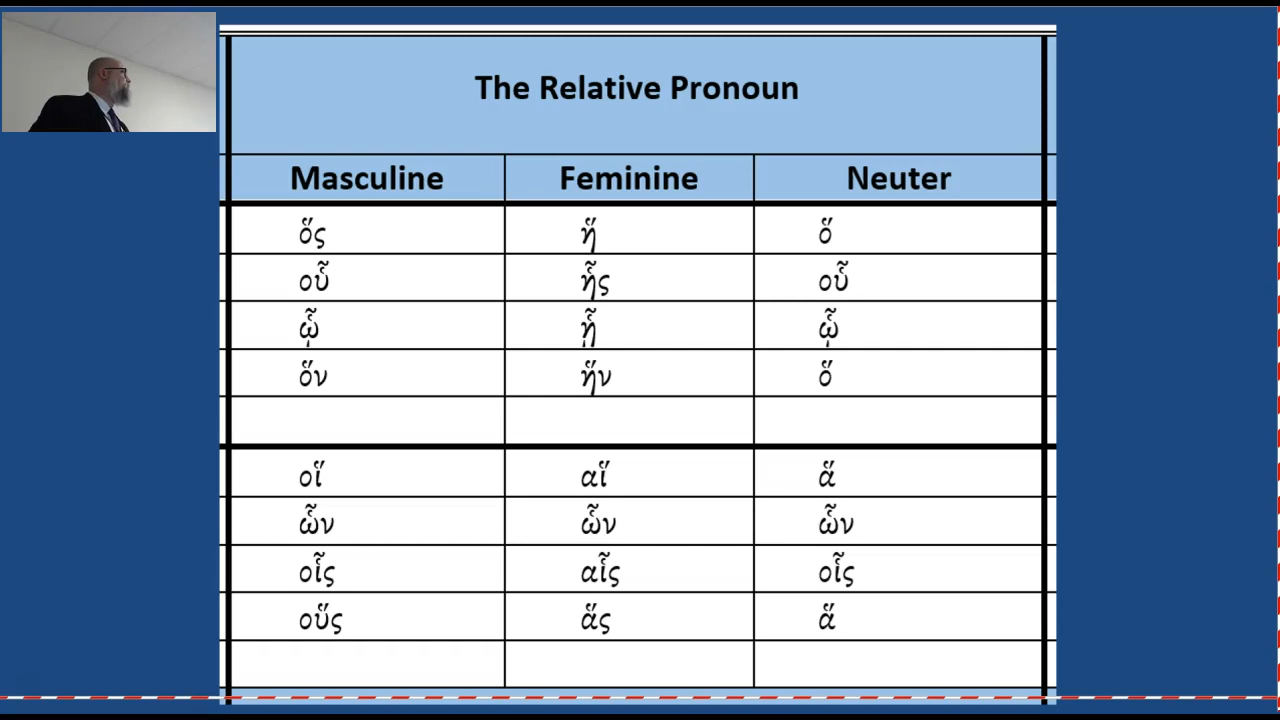 The Relative Pronoun
Masculine Feminine Neuter
ὅς ἥ ὅ
οὗ ἧς οὗ
ᾧ ᾗ ᾧ
ὅν ἥν ὅ
οἵ αἵ ἅ
ὧν ὧν ὧν
οἷς αἷς οἷς
οὕς ἅς ἅ